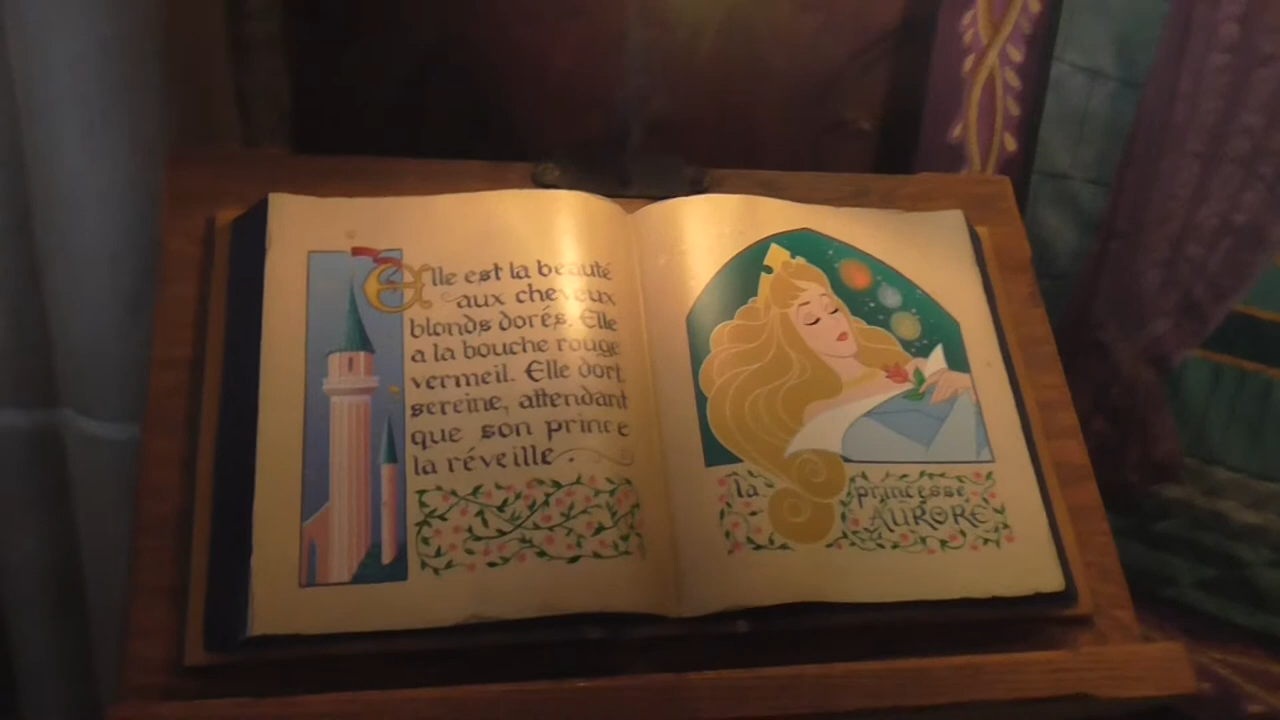 Elle est la beauté
aux cheveux
blonds dorés. Elle
a la bouche rouge
vermeil. Elle dort
sereine, attendant
que son prince
la réveille.
la princesse
AURORE